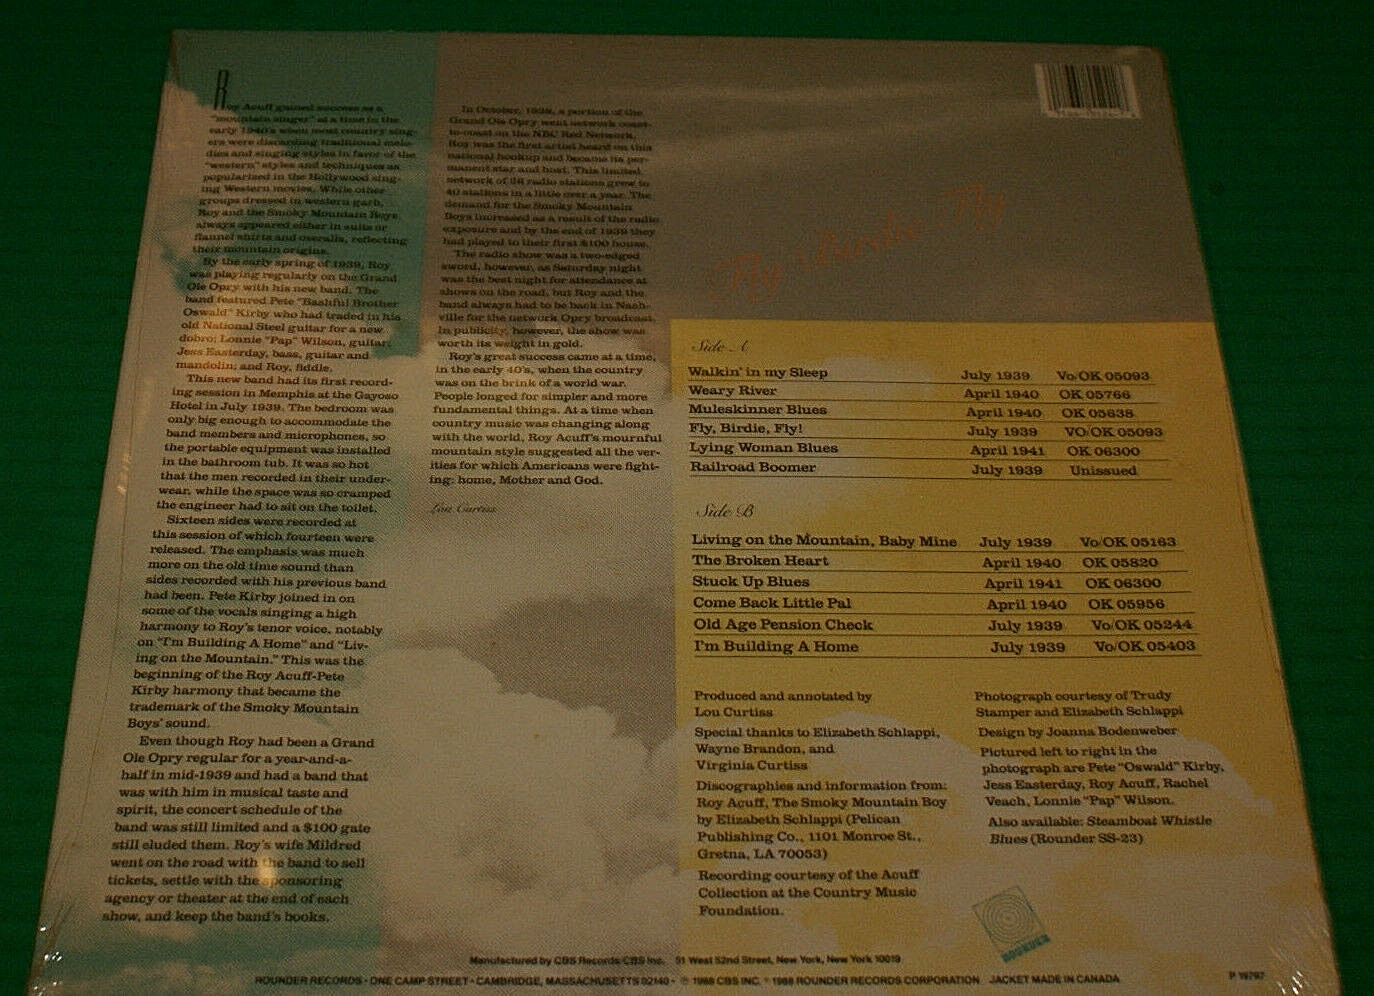 Roy Acuff gained success as a
"mountain singer" at a time in the
early 1940's when most country sing-
ers were discarding traditional melo-
dies and singing styles in favor of the
"western" styles and techniques as
popularized in the Hollywood sing-
ing Western movies. While other
groups dressed in western garb,
Roy and the Smoky Mountain Boys
always appeared either in suits or
flannel shirts and overalls, reflecting
their mountain origins.
By the early spring of 1939, Roy
was playing regularly on the Grand
Ole Opry with his new band. The
band featured Pete "Bashful Brother
Oswald" Kirby who had traded in his
old National Steel guitar for a new
dobro; Lonnie "Pap" Wilson, guitar;
Jess Easterday, bass, guitar and
mandolin; and Roy, fiddle.
This new band had its first record-
ing session in Memphis at the Gayoso
Hotel in July 1939. The bedroom was
only big enough to accommodate the
band members and microphones, so
the portable equipment was installed
in the bathroom tub. It was so hot
that the men recorded in their under-
wear, while the space was so cramped
the engineer had to sit on the toilet.
Sixteen sides were recorded at
this session of which fourteen were
released. The emphasis was much
more on the old time sound than
sides recorded with his previous band
had been. Pete Kirby joined in on
some of the vocals singing a high
harmony to Roy's tenor voice, notably
on "I'm Building A Home" and "Liv-
ing on the Mountain." This was the
beginning of the Roy Acuff-Pete
Kirby harmony that became the
trademark of the Smoky Mountain
Boys' sound.
Even though Roy had been a Grand
Ole Opry regular for a year-and-a-
half in mid-1939 and had a band that
was with him in musical taste and
spirit, the concert schedule of the
band was still limited and a $100 gate
still eluded them. Roy's wife Mildred
went on the road with the band to sell
tickets, settle with the sponsoring
agency or theater at the end of each
show, and keep the band's books.
In October, 1939, a portion of the
Grand Ole Opry went network coast-
to-coast on the NBC Red Network.
Roy was the first artist heard on this
national hookup and became its per-
manent star and host. This limited
network of 26 radio stations grew to
40 stations in a little over a year. The
demand for the Smoky Mountain
Boys increased as a result of the radio
exposure and by the end of 1939 they
had played to their first $100 house.
The radio show was a two-edged
sword, however, as Saturday night
was the best night for attendance at
shows on the road, but Roy and the
band always had to be back in Nash-
ville for the network Opry broadcast.
In publicity, however, the show was
worth its weight in gold.
Roy's great success came at a time,
in the early 40's, when the country
was on the brink of a world war.
People longed for simpler and more
fundamental things. At a time when
country music was changing along
with the world, Roy Acuff's mournful
mountain style suggested all the ver-
ities for which Americans were fight-
ing: home, Mother and God.
Lou Curtiss
Fly, Birdie, Fly
Side A
Walkin' in my Sleep July 1939 Vo/OK 05093
Weary River April 1940 OK 05766
Muleskinner Blues April 1940 OK 05638
Fly, Birdie, Fly! July 1939 VO/OK 05093
Lying Woman Blues April 1941 OK 06300
Railroad Boomer July 1939 Unissued
Side B
Living on the Mountain, Baby Mine July 1939 Vo/OK 05163
The Broken Heart April 1940 OK 05820
Stuck Up Blues April 1941 OK 06300
Come Back Little Pal April 1940 OK 05956
Old Age Pension Check July 1939 Vo/OK 05244
I'm Building A Home July 1939 Vo/OK 05403
Produced and annotated by
Lou Curtiss
Special thanks to Elizabeth Schlappi,
Wayne Brandon, and
Virginia Curtiss
Discographies and information from:
Roy Acuff, The Smoky Mountain Boy
by Elizabeth Schlappi (Pelican
Publishing Co., 1101 Monroe St.,
Gretna, LA 70053)
Recording courtesy of the Acuff
Collection at the Country Music
Foundation.
Photograph courtesy of Trudy
Stamper and Elizabeth Schlappi
Design by Joanna Bodenweber
Pictured left to right in the
photograph are Pete "Oswald" Kirby,
Jess Easterday, Roy Acuff, Rachel
Veach, Lonnie "Pap" Wilson.
Also available: Steamboat Whistle
Blues (Rounder SS-23)
ROUNDER
Manufactured by CBS Records/CBS Inc. 51 West 52nd Street, New York, New York 10019
ROUNDER RECORDS • ONE CAMP STREET • CAMBRIDGE, MASSACHUSETTS 02140 • ℗ 1988 CBS INC. © 1988 ROUNDER RECORDS CORPORATION JACKET MADE IN CANADA